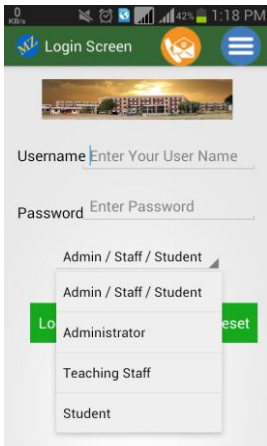 0
KB/s
42%
1:18 PM
MZ Login Screen
Username Enter Your User Name
Password Enter Password
Admin / Staff / Student
Admin / Staff / Student
Lo
eset
Administrator
Teaching Staff
Student